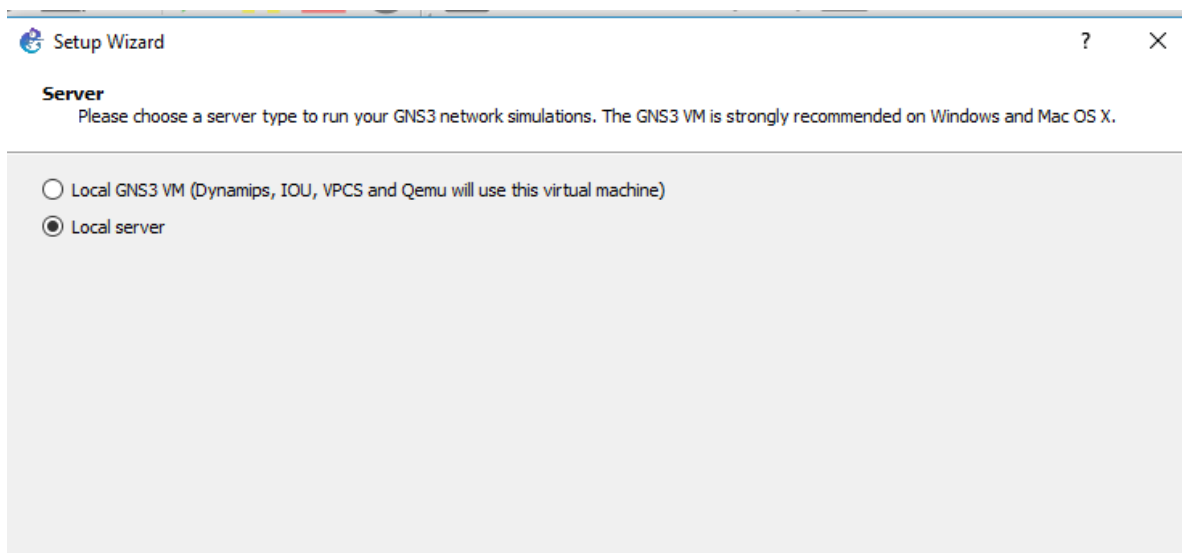 Setup Wizard
?
Server
Please choose a server type to run your GNS3 network simulations. The GNS3 VM is strongly recommended on Windows and Mac OS X.
Local GNS3 VM (Dynamips, IOU, VPCS and Qemu will use this virtual machine)
Local server